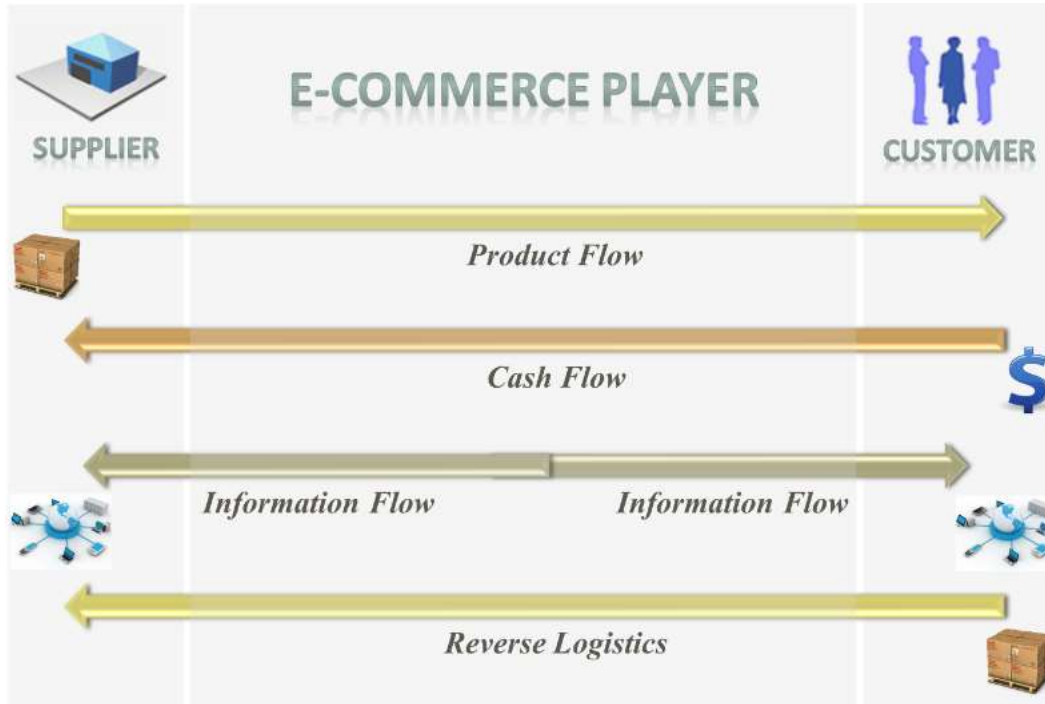 E-COMMERCE PLAYER
SUPPLIER
CUSTOMER
Product Flow
Cash Flow
$
Information Flow
Information Flow
Reverse Logistics